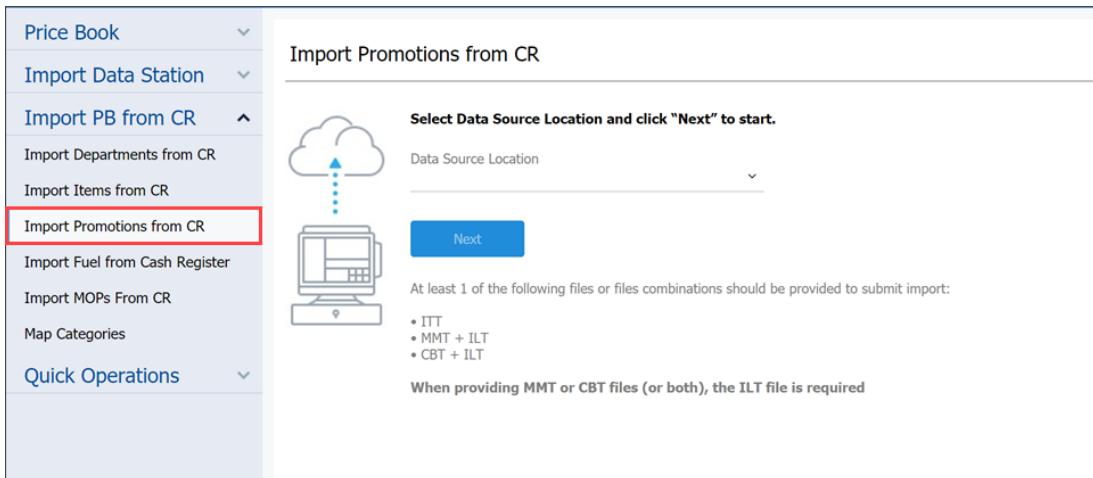 Price Book
Import Data Station
Import PB from CR
Import Departments from CR
Import Items from CR
Import Promotions from CR
Import Fuel from Cash Register
Import MOPs From CR
Map Categories
Quick Operations
Import Promotions from CR
Select Data Source Location and click “Next” to start.
Data Source Location
Next
At least 1 of the following files or files combinations should be provided to submit import:
• ITT
• MMT + ILT
• CBT + ILT
When providing MMT or CBT files (or both), the ILT file is required